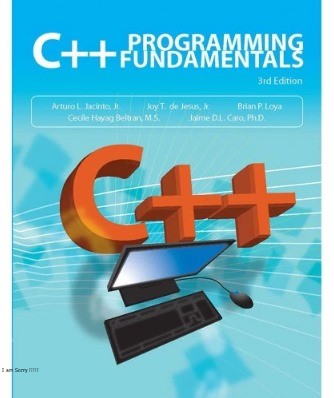 C++ PROGRAMMING
FUNDAMENTALS
3rd Edition
Arturo L. Jacinto, Jr. Joy T. de Jesus, Jr. Brian P. Loya
Cecile Hayag Beltran, M.S. Jaime D.L. Caro, Ph.D.
C++
I am Sorry !!!!!